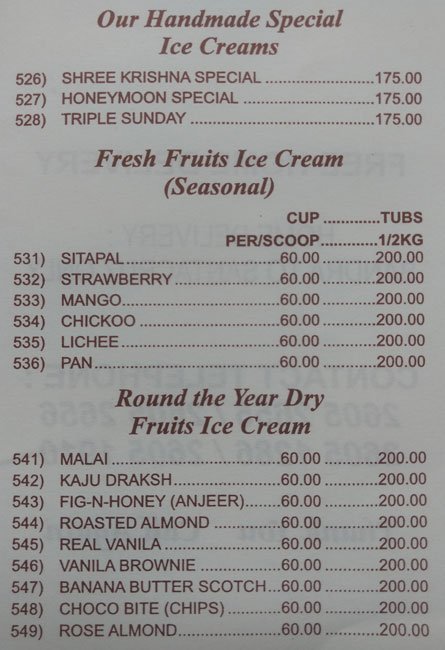 Our Handmade Special
Ice Creams
526) SHREE KRISHNA SPECIAL ................175.00
527) HONEYMOON SPECIAL ...................175.00
528) TRIPLE SUNDAY ...........................175.00
Fresh Fruits Ice Cream
(Seasonal)
CUP .............TUBS
PER/SCOOP.............1/2KG
531) SITAPAL..........................60.00 .............200.00
532) STRAWBERRY..................60.00 .............200.00
533) MANGO............................60.00 .............200.00
534) CHICKOO.........................60.00 .............200.00
535) LICHEE............................60.00 .............200.00
536) PAN.................................60.00 .............200.00
Round the Year Dry
Fruits Ice Cream
541) MALAI .............................60.00 .............200.00
542) KAJU DRAKSH..................60.00 .............200.00
543) FIG-N-HONEY (ANJEER).......60.00 .............200.00
544) ROASTED ALMOND ............60.00 .............200.00
545) REAL VANILA ...................60.00 .............200.00
546) VANILA BROWNIE ..............60.00 .............200.00
547) BANANA BUTTER SCOTCH...60.00 .............200.00
548) CHOCO BITE (CHIPS)..........60.00 .............200.00
549) ROSE ALMOND..................60.00 .............200.00